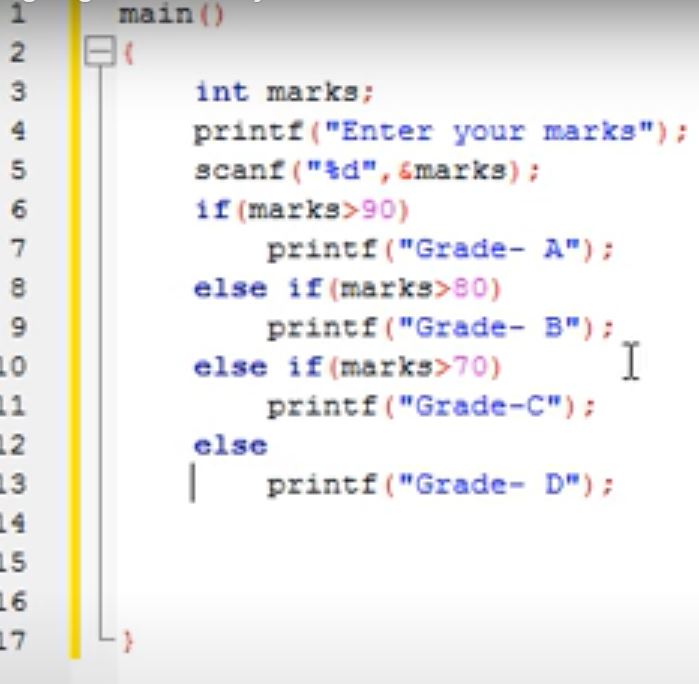 1 main()
2 {
3 int marks;
4 printf("Enter your marks");
5 scanf("%d",&marks);
6 if(marks>90)
7 printf("Grade- A");
8 else if(marks>80)
9 printf("Grade- B");
10 else if(marks>70)
11 printf("Grade-C");
12 else
13 printf("Grade- D");
14
15
16
17 }